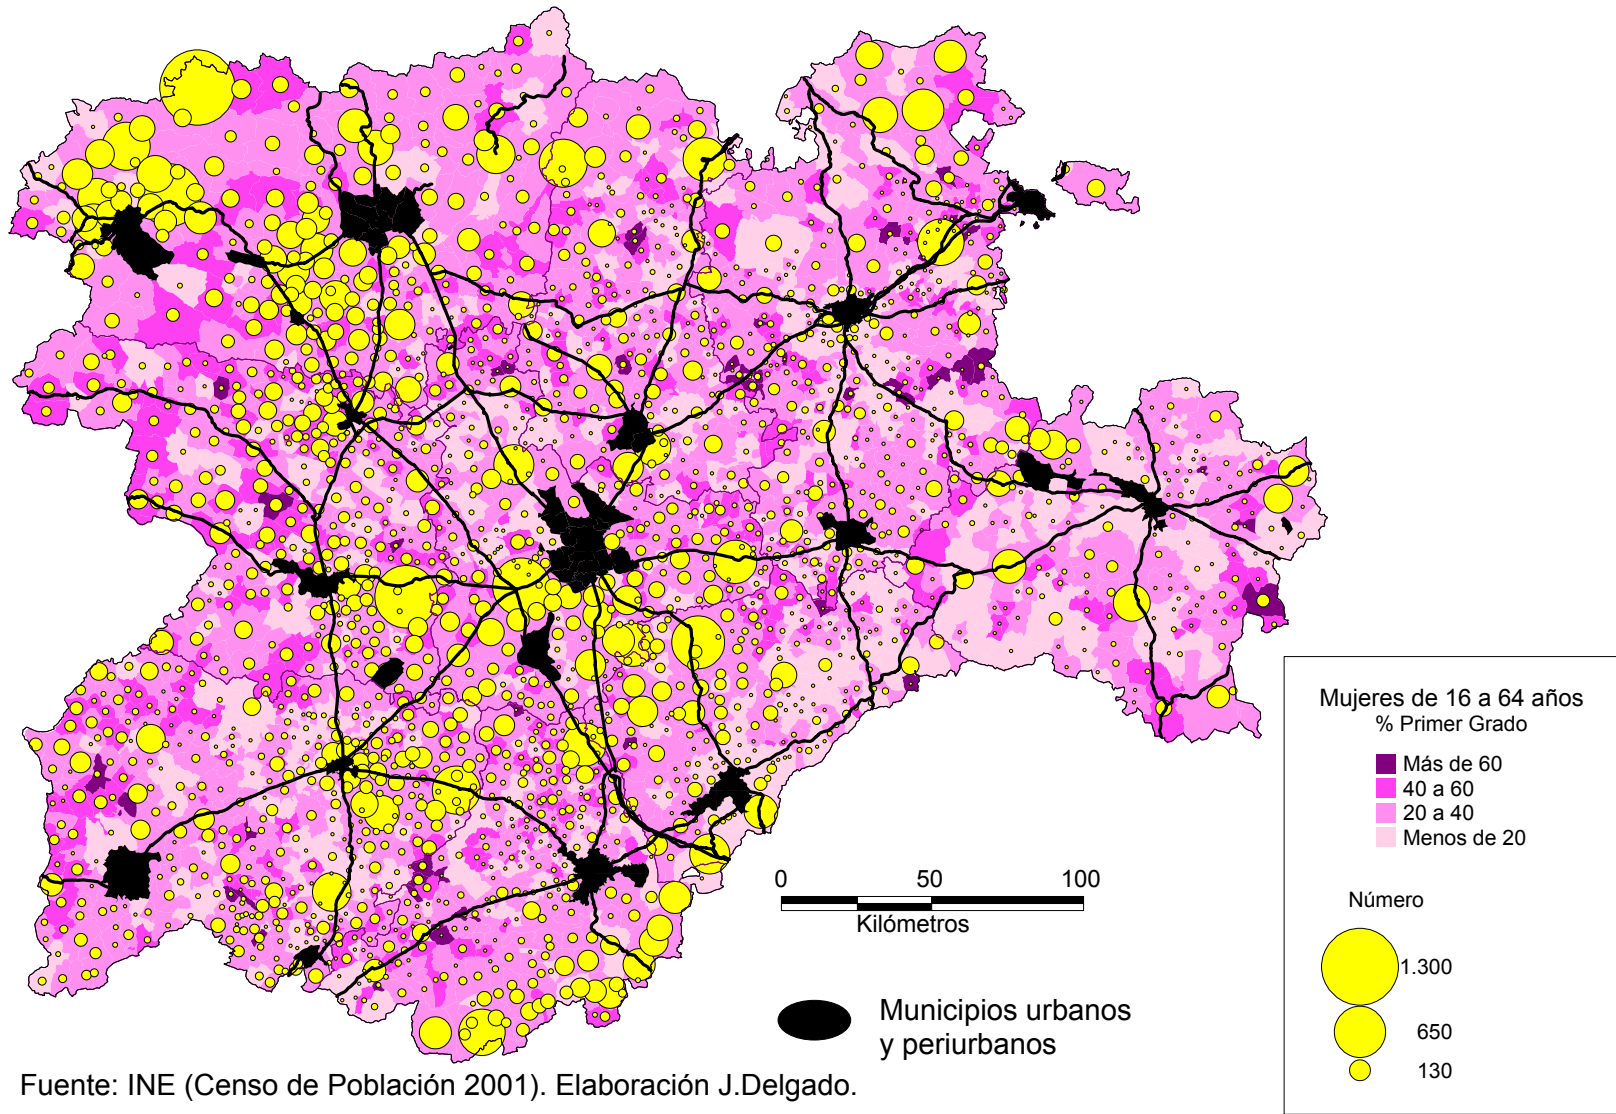 Mujeres de 16 a 64 años
% Primer Grado
Más de 60
40 a 60
20 a 40
Menos de 20
Número
1.300
650
130
0 50 100
Kilómetros
Municipios urbanos
y periurbanos
Fuente: INE (Censo de Población 2001). Elaboración J.Delgado.